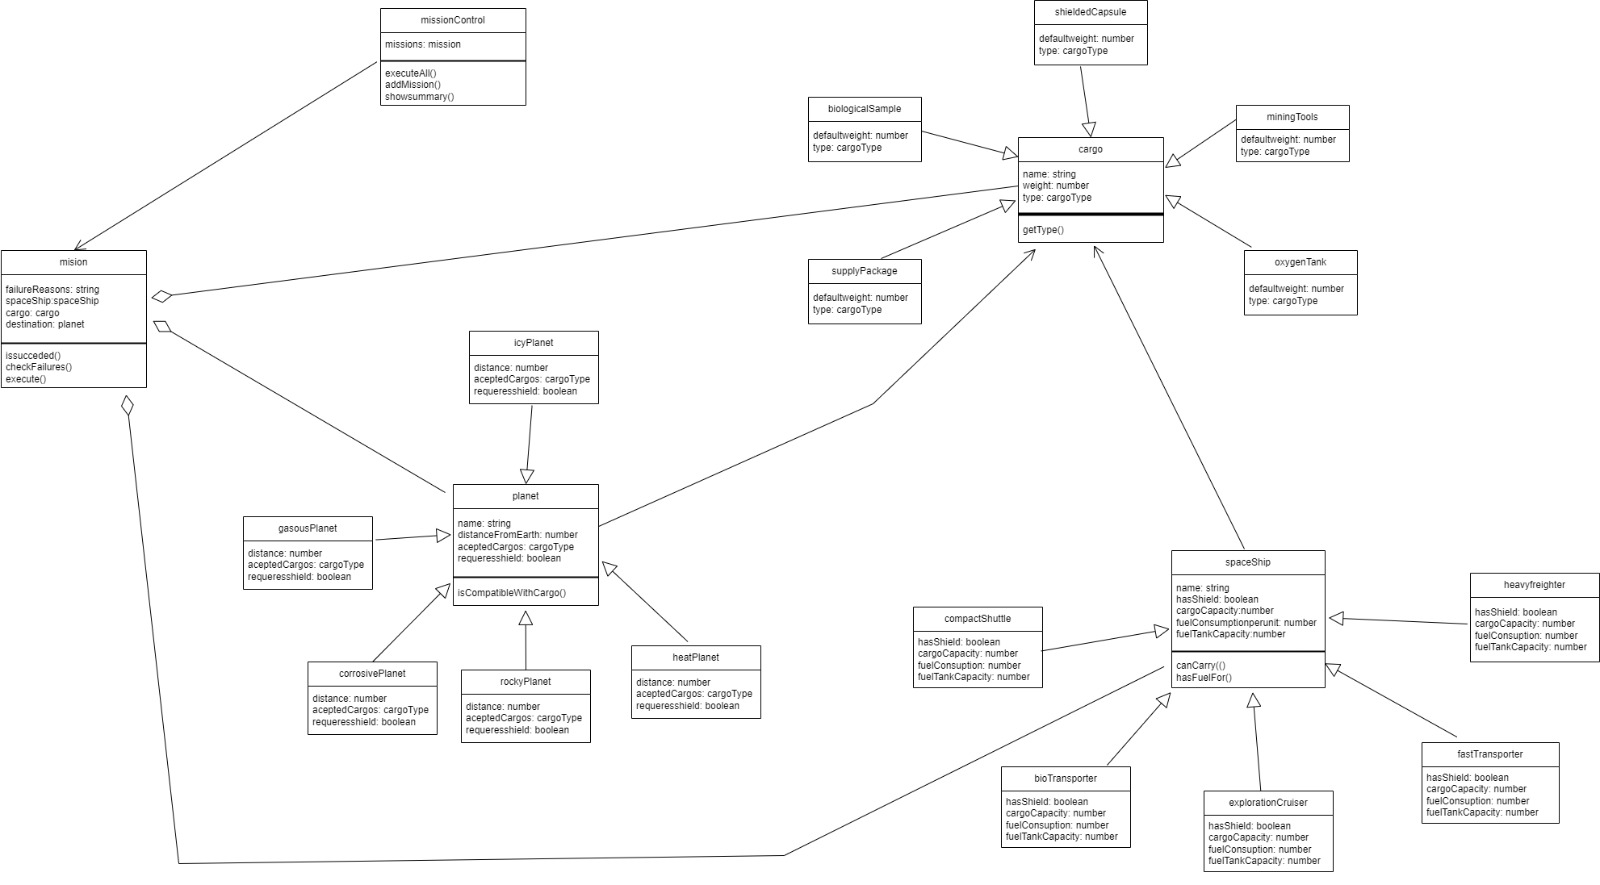 missionControl
missions: mission
executeAll()
addMission()
showsummary()
shieldedCapsule
defaultweight: number
type: cargoType
biologicalSample
defaultweight: number
type: cargoType
miningTools
defaultweight: number
type: cargoType
cargo
name: string
weight: number
type: cargoType
getType()
mision
failureReasons: string
spaceShip:spaceShip
cargo: cargo
destination: planet
issucceded()
checkFailures()
execute()
supplyPackage
defaultweight: number
type: cargoType
oxygenTank
defaultweight: number
type: cargoType
icyPlanet
distance: number
aceptedCargos: cargoType
requeresshield: boolean
planet
name: string
distanceFromEarth: number
aceptedCargos: cargoType
requeresshield: boolean
isCompatibleWithCargo()
gasousPlanet
distance: number
aceptedCargos: cargoType
requeresshield: boolean
corrosivePlanet
distance: number
aceptedCargos: cargoType
requeresshield: boolean
rockyPlanet
distance: number
aceptedCargos: cargoType
requeresshield: boolean
heatPlanet
distance: number
aceptedCargos: cargoType
requeresshield: boolean
spaceShip
name: string
hasShield: boolean
cargoCapacity:number
fuelConsumptionperunit: number
fuelTankCapacity:number
canCarry(()
hasFuelFor()
heavyfreighter
hasShield: boolean
cargoCapacity: number
fuelConsuption: number
fuelTankCapacity: number
compactShuttle
hasShield: boolean
cargoCapacity: number
fuelConsuption: number
fuelTankCapacity: number
bioTransporter
hasShield: boolean
cargoCapacity: number
fuelConsuption: number
fuelTankCapacity: number
explorationCruiser
hasShield: boolean
cargoCapacity: number
fuelConsuption: number
fuelTankCapacity: number
fastTransporter
hasShield: boolean
cargoCapacity: number
fuelConsuption: number
fuelTankCapacity: number